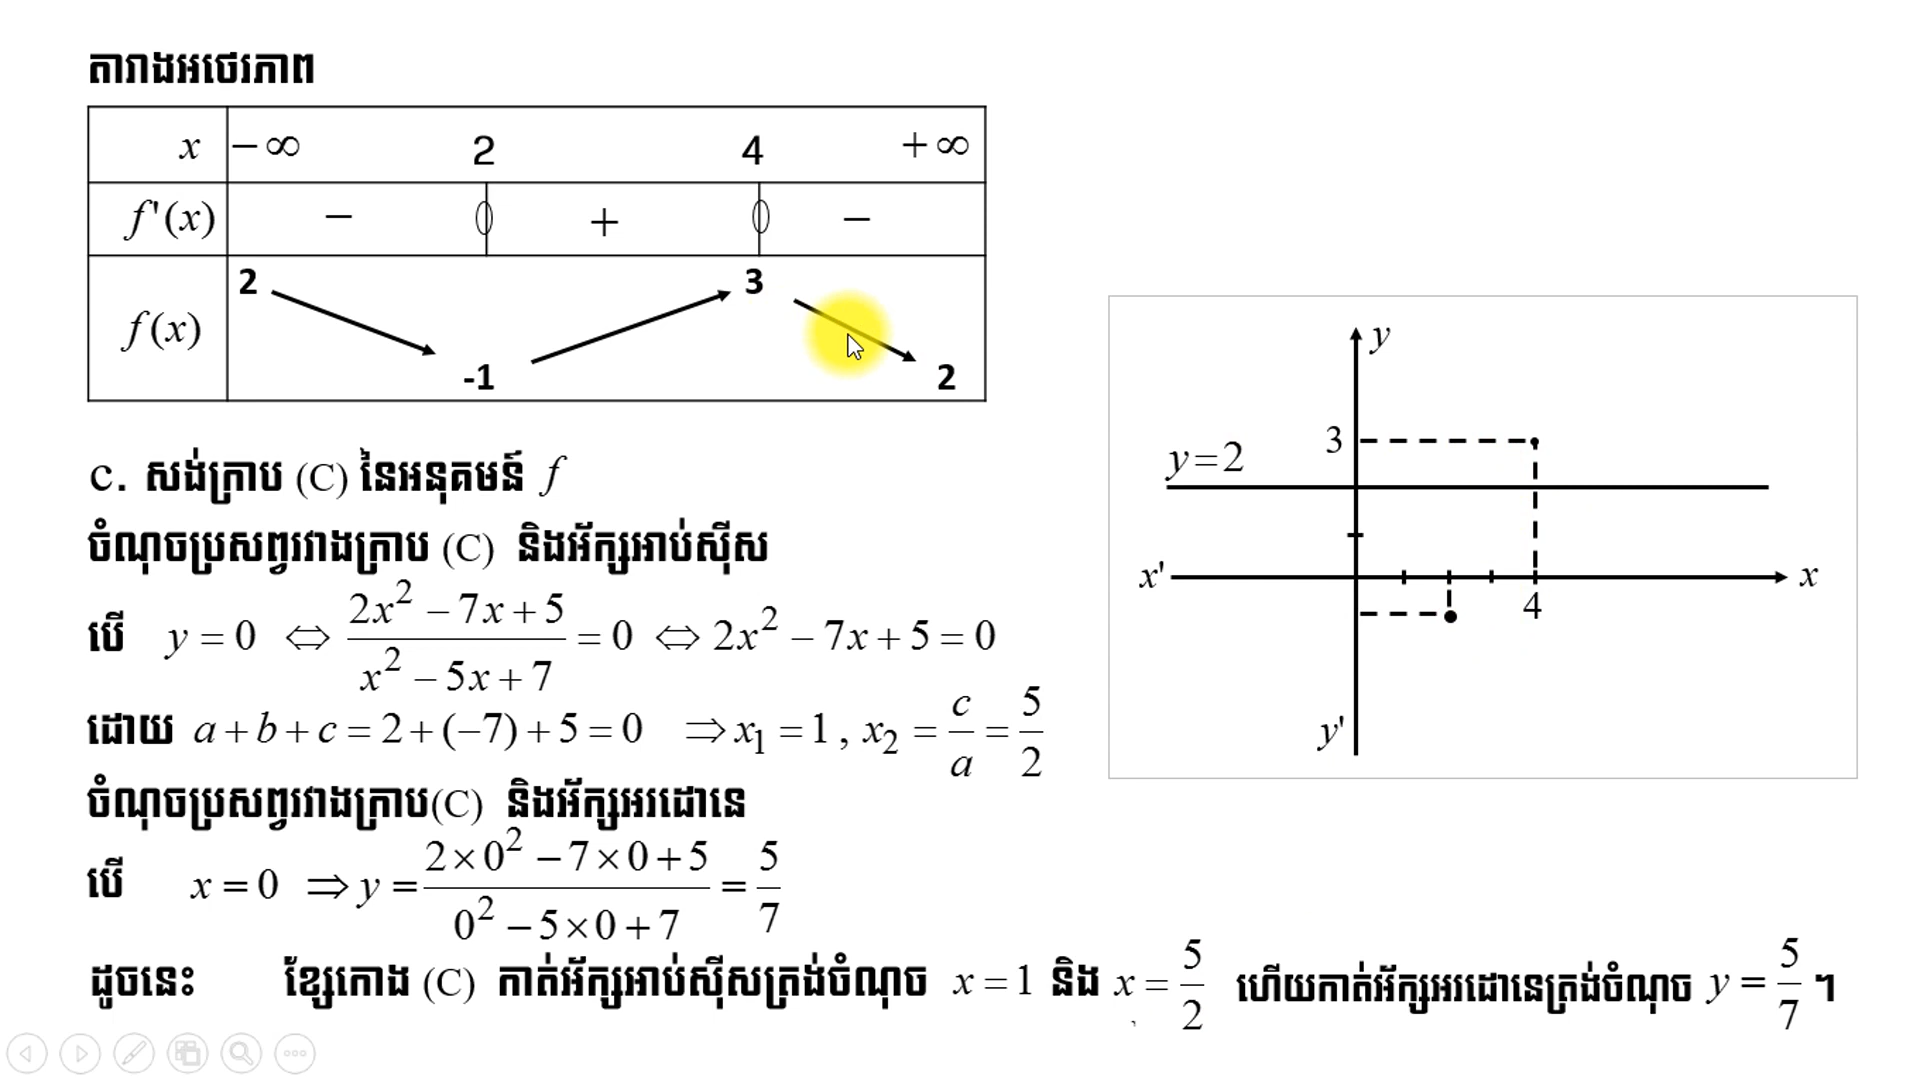 តារាងអថេរភាព
x −∞ 2 4 +∞
f'(x) − 0 + 0 −
f(x) 2 -1 3 2
c. សង់ក្រាប (C) នៃអនុគមន៍ f
ចំណុចប្រសព្វរវាងក្រាប (C) និងអ័ក្សអាប់ស៊ីស
បើ y = 0 ⇔ (2x² − 7x + 5)/(x² − 5x + 7) = 0 ⇔ 2x² − 7x + 5 = 0
ដោយ a + b + c = 2 + (−7) + 5 = 0 ⇒ x₁ = 1 , x₂ = c/a = 5/2
ចំណុចប្រសព្វរវាងក្រាប(C) និងអ័ក្សអរដោនេ
បើ x = 0 ⇒ y = (2×0² − 7×0 + 5)/(0² − 5×0 + 7) = 5/7
ដូចនេះ ខ្សែកោង (C) កាត់អ័ក្សអាប់ស៊ីសត្រង់ចំណុច x = 1 និង x = 5/2 ហើយកាត់អ័ក្សអរដោនេត្រង់ចំណុច y = 5/7 ។
y
3
y = 2
x' x
4
y'